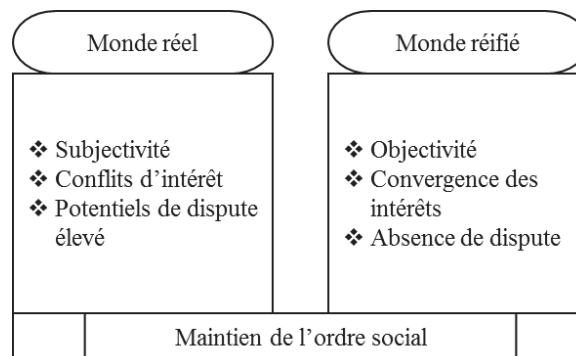 Monde réel
Monde réifié
❖ Subjectivité
❖ Conflits d’intérêt
❖ Potentiels de dispute
élevé
❖ Objectivité
❖ Convergence des
intérêts
❖ Absence de dispute
Maintien de l’ordre social